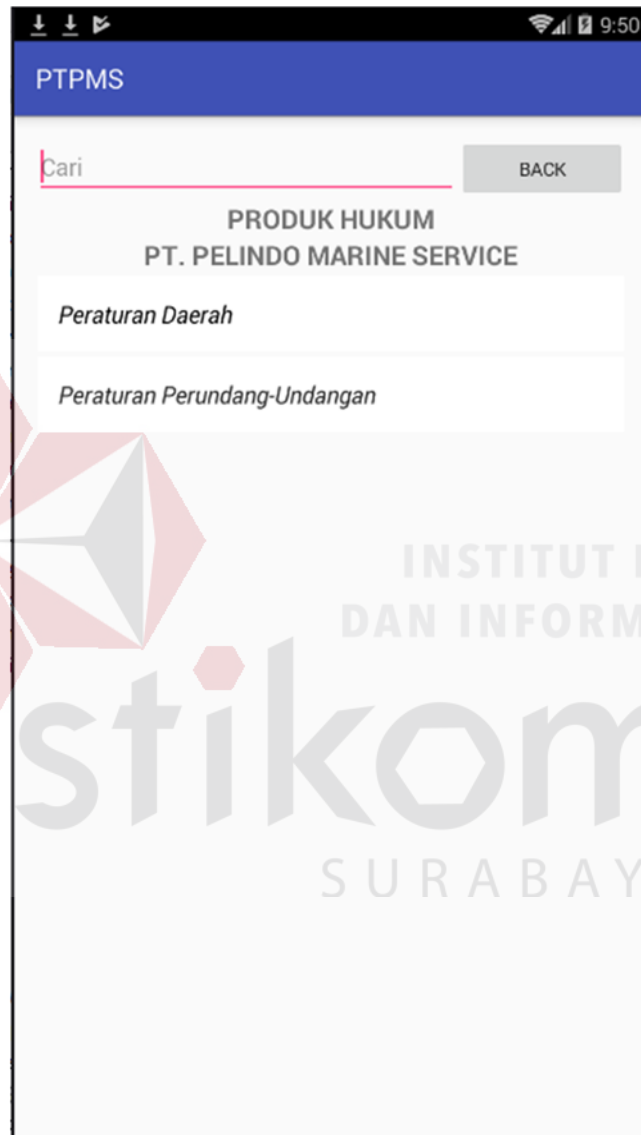 9:50
PTPMS
Cari
BACK
PRODUK HUKUM
PT. PELINDO MARINE SERVICE
Peraturan Daerah
Peraturan Perundang-Undangan
INSTITUT
DAN INFORM
stikom
SURABAY